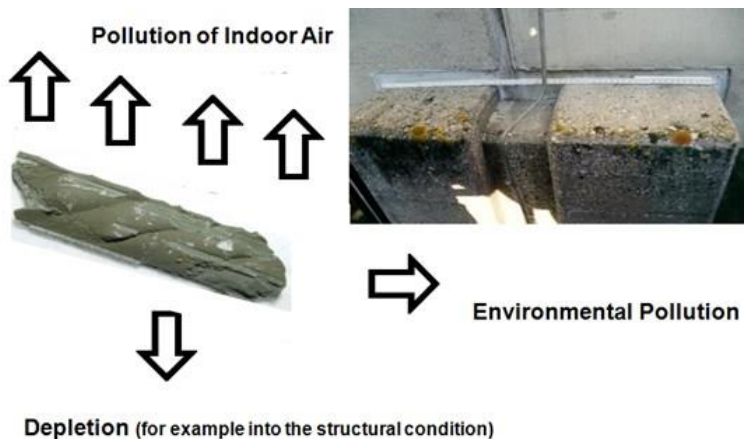 Pollution of Indoor Air
Environmental Pollution
Depletion (for example into the structural condition)